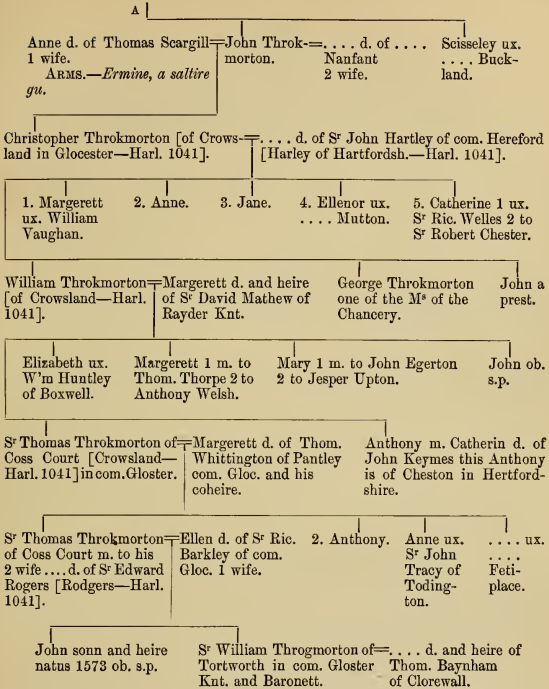 A
Anne d. of Thomas Scargill
1 wife.
ARMS.—Ermine, a saltire
gu.
John Throk-
morton.
. . . . d. of . . . .
Nanfant
2 wife.
Scisseley ux.
. . . . Buck-
land.
Christopher Throkmorton [of Crows-
land in Glocester—Harl. 1041].
. . . . d. of Sʳ John Hartley of com. Hereford
[Harley of Hartfordsh.—Harl. 1041].
1. Margerett
ux. William
Vaughan.
2. Anne.
3. Jane.
4. Ellenor ux.
. . . . Mutton.
5. Catherine 1 ux.
Sʳ Ric. Welles 2 to
Sʳ Robert Chester.
William Throkmorton
[of Crowsland—Harl.
1041].
Margerett d. and heire
of Sʳ David Mathew of
Rayder Knt.
George Throkmorton
one of the Mˢ of the
Chancery.
John a
prest.
Elizabeth ux.
W'm Huntley
of Boxwell.
Margerett 1 m. to
Thom. Thorpe 2 to
Anthony Welsh.
Mary 1 m. to John Egerton
2 to Jesper Upton.
John ob.
s.p.
Sʳ Thomas Throkmorton of
Coss Court [Crowsland—
Harl. 1041] in com. Gloster.
Margerett d. of Thom.
Whittington of Pantley
com. Gloc. and his
coheire.
Anthony m. Catherin d. of
John Keymes this Anthony
is of Cheston in Hertford-
shire.
Sʳ Thomas Throkmorton
of Coss Court m. to his
2 wife . . . . d. of Sʳ Edward
Rogers [Rodgers—Harl.
1041].
Ellen d. of Sʳ Ric.
Barkley of com.
Gloc. 1 wife.
2. Anthony.
Anne ux.
Sʳ John
Tracy of
Toding-
ton.
. . . . ux.
. . . .
Feti-
place.
John sonn and heire
natus 1573 ob. s.p.
Sʳ William Throgmorton of
Tortworth in com. Gloster
Knt. and Baronett.
. . . . d. and heire of
Thom. Baynham
of Clorewall.